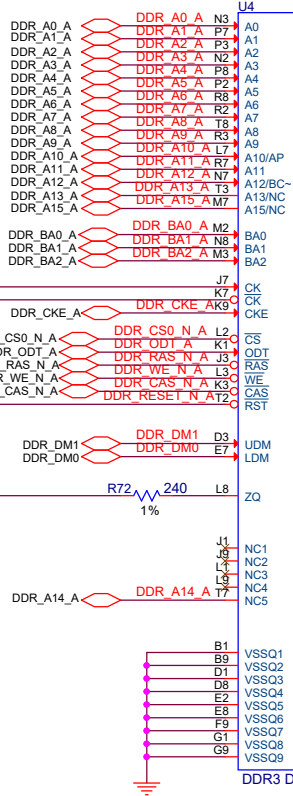 U4
DDR_A0_A DDR_A0_A N3 A0
DDR_A1_A DDR_A1_A P7 A1
DDR_A2_A DDR_A2_A P3 A2
DDR_A3_A DDR_A3_A N2 A3
DDR_A4_A DDR_A4_A P8 A4
DDR_A5_A DDR_A5_A P2 A5
DDR_A6_A DDR_A6_A R8 A6
DDR_A7_A DDR_A7_A R2 A7
DDR_A8_A DDR_A8_A T8 A8
DDR_A9_A DDR_A9_A R3 A9
DDR_A10_A DDR_A10_A L7 A10/AP
DDR_A11_A DDR_A11_A R7 A11
DDR_A12_A DDR_A12_A N7 A12/BC~
DDR_A13_A DDR_A13_A T3 A13/NC
DDR_A15_A DDR_A15_A M7 A15/NC
DDR_BA0_A DDR_BA0_A M2 BA0
DDR_BA1_A DDR_BA1_A N8 BA1
DDR_BA2_A DDR_BA2_A M3 BA2
J7 CK
K7 CK
DDR_CKE_A DDR_CKE_A K9 CKE
_CS0_N_A DDR_CS0_N_A L2 CS
DR_ODT_A DDR_ODT_A K1 ODT
_RAS_N_A DDR_RAS_N_A J3 RAS
R_WE_N_A DDR_WE_N_A L3 WE
_CAS_N_A DDR_CAS_N_A K3 CAS
DDR_RESET_N_A T2 RST
DDR_DM1 DDR_DM1 D3 UDM
DDR_DM0 DDR_DM0 E7 LDM
R72 240 L8 ZQ
1%
J1 NC1
J9 NC2
L1 NC3
L9 NC4
DDR_A14_A DDR_A14_A T7 NC5
B1 VSSQ1
B9 VSSQ2
D1 VSSQ3
D8 VSSQ4
E2 VSSQ5
E8 VSSQ6
F9 VSSQ7
G1 VSSQ8
G9 VSSQ9
DDR3 D